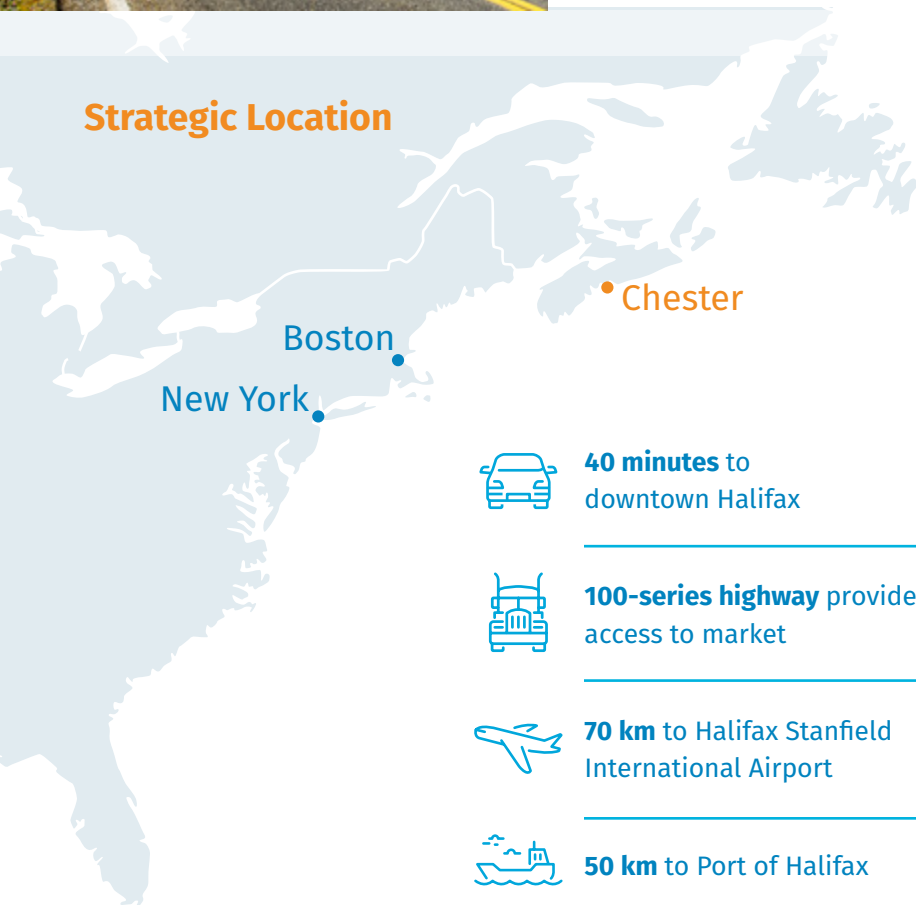 Strategic Location
Chester
Boston
New York
40 minutes to
downtown Halifax
100-series highway provide
access to market
70 km to Halifax Stanfield
International Airport
50 km to Port of Halifax